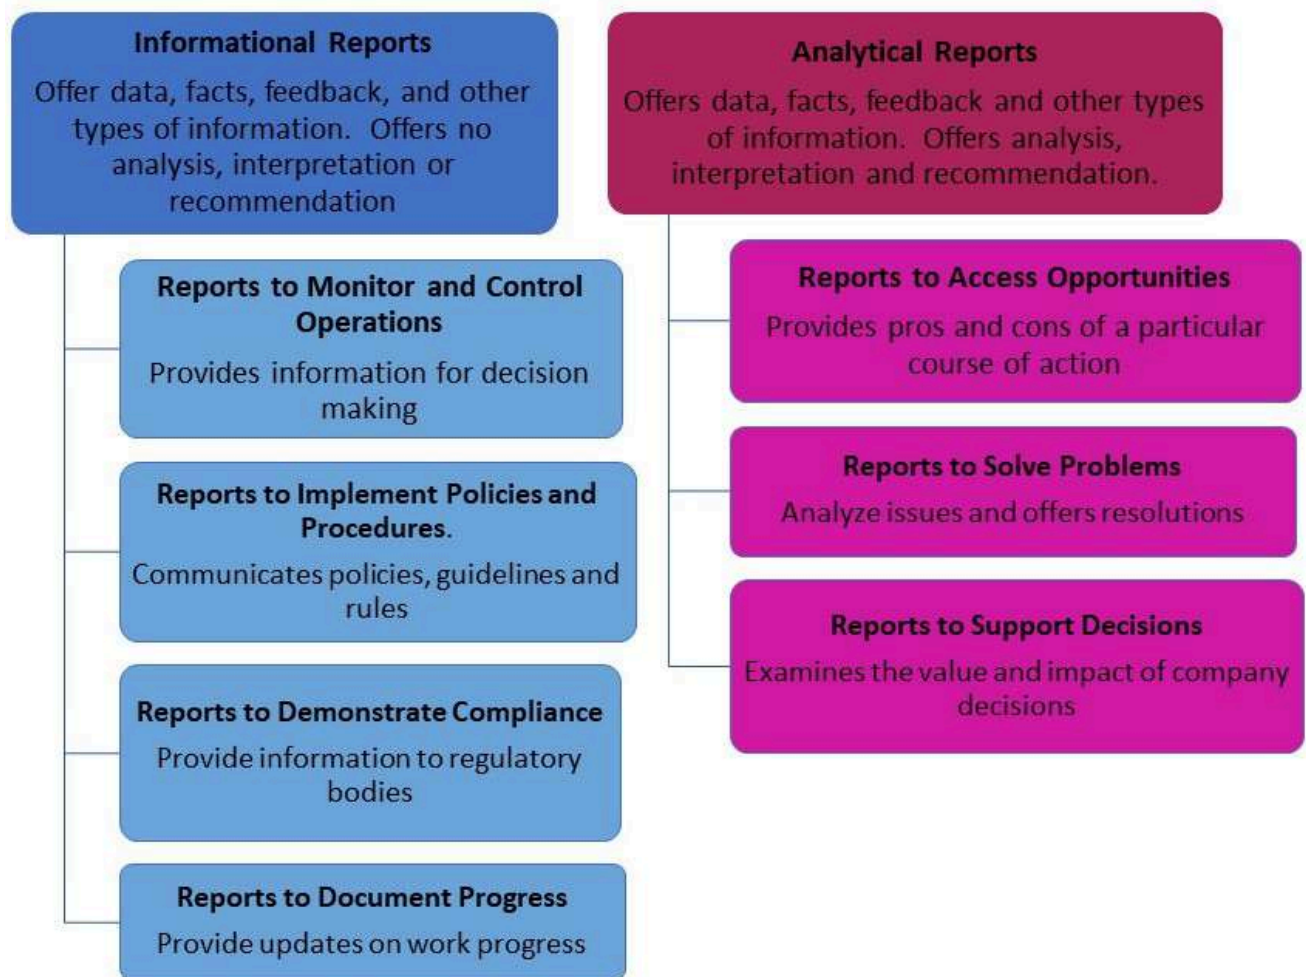 Informational Reports
Offer data, facts, feedback, and other
types of information. Offers no
analysis, interpretation or
recommendation
Reports to Monitor and Control
Operations
Provides information for decision
making
Reports to Implement Policies and
Procedures.
Communicates policies, guidelines and
rules
Reports to Demonstrate Compliance
Provide information to regulatory
bodies
Reports to Document Progress
Provide updates on work progress
Analytical Reports
Offers data, facts, feedback and other types
of information. Offers analysis,
interpretation and recommendation.
Reports to Access Opportunities
Provides pros and cons of a particular
course of action
Reports to Solve Problems
Analyze issues and offers resolutions
Reports to Support Decisions
Examines the value and impact of company
decisions